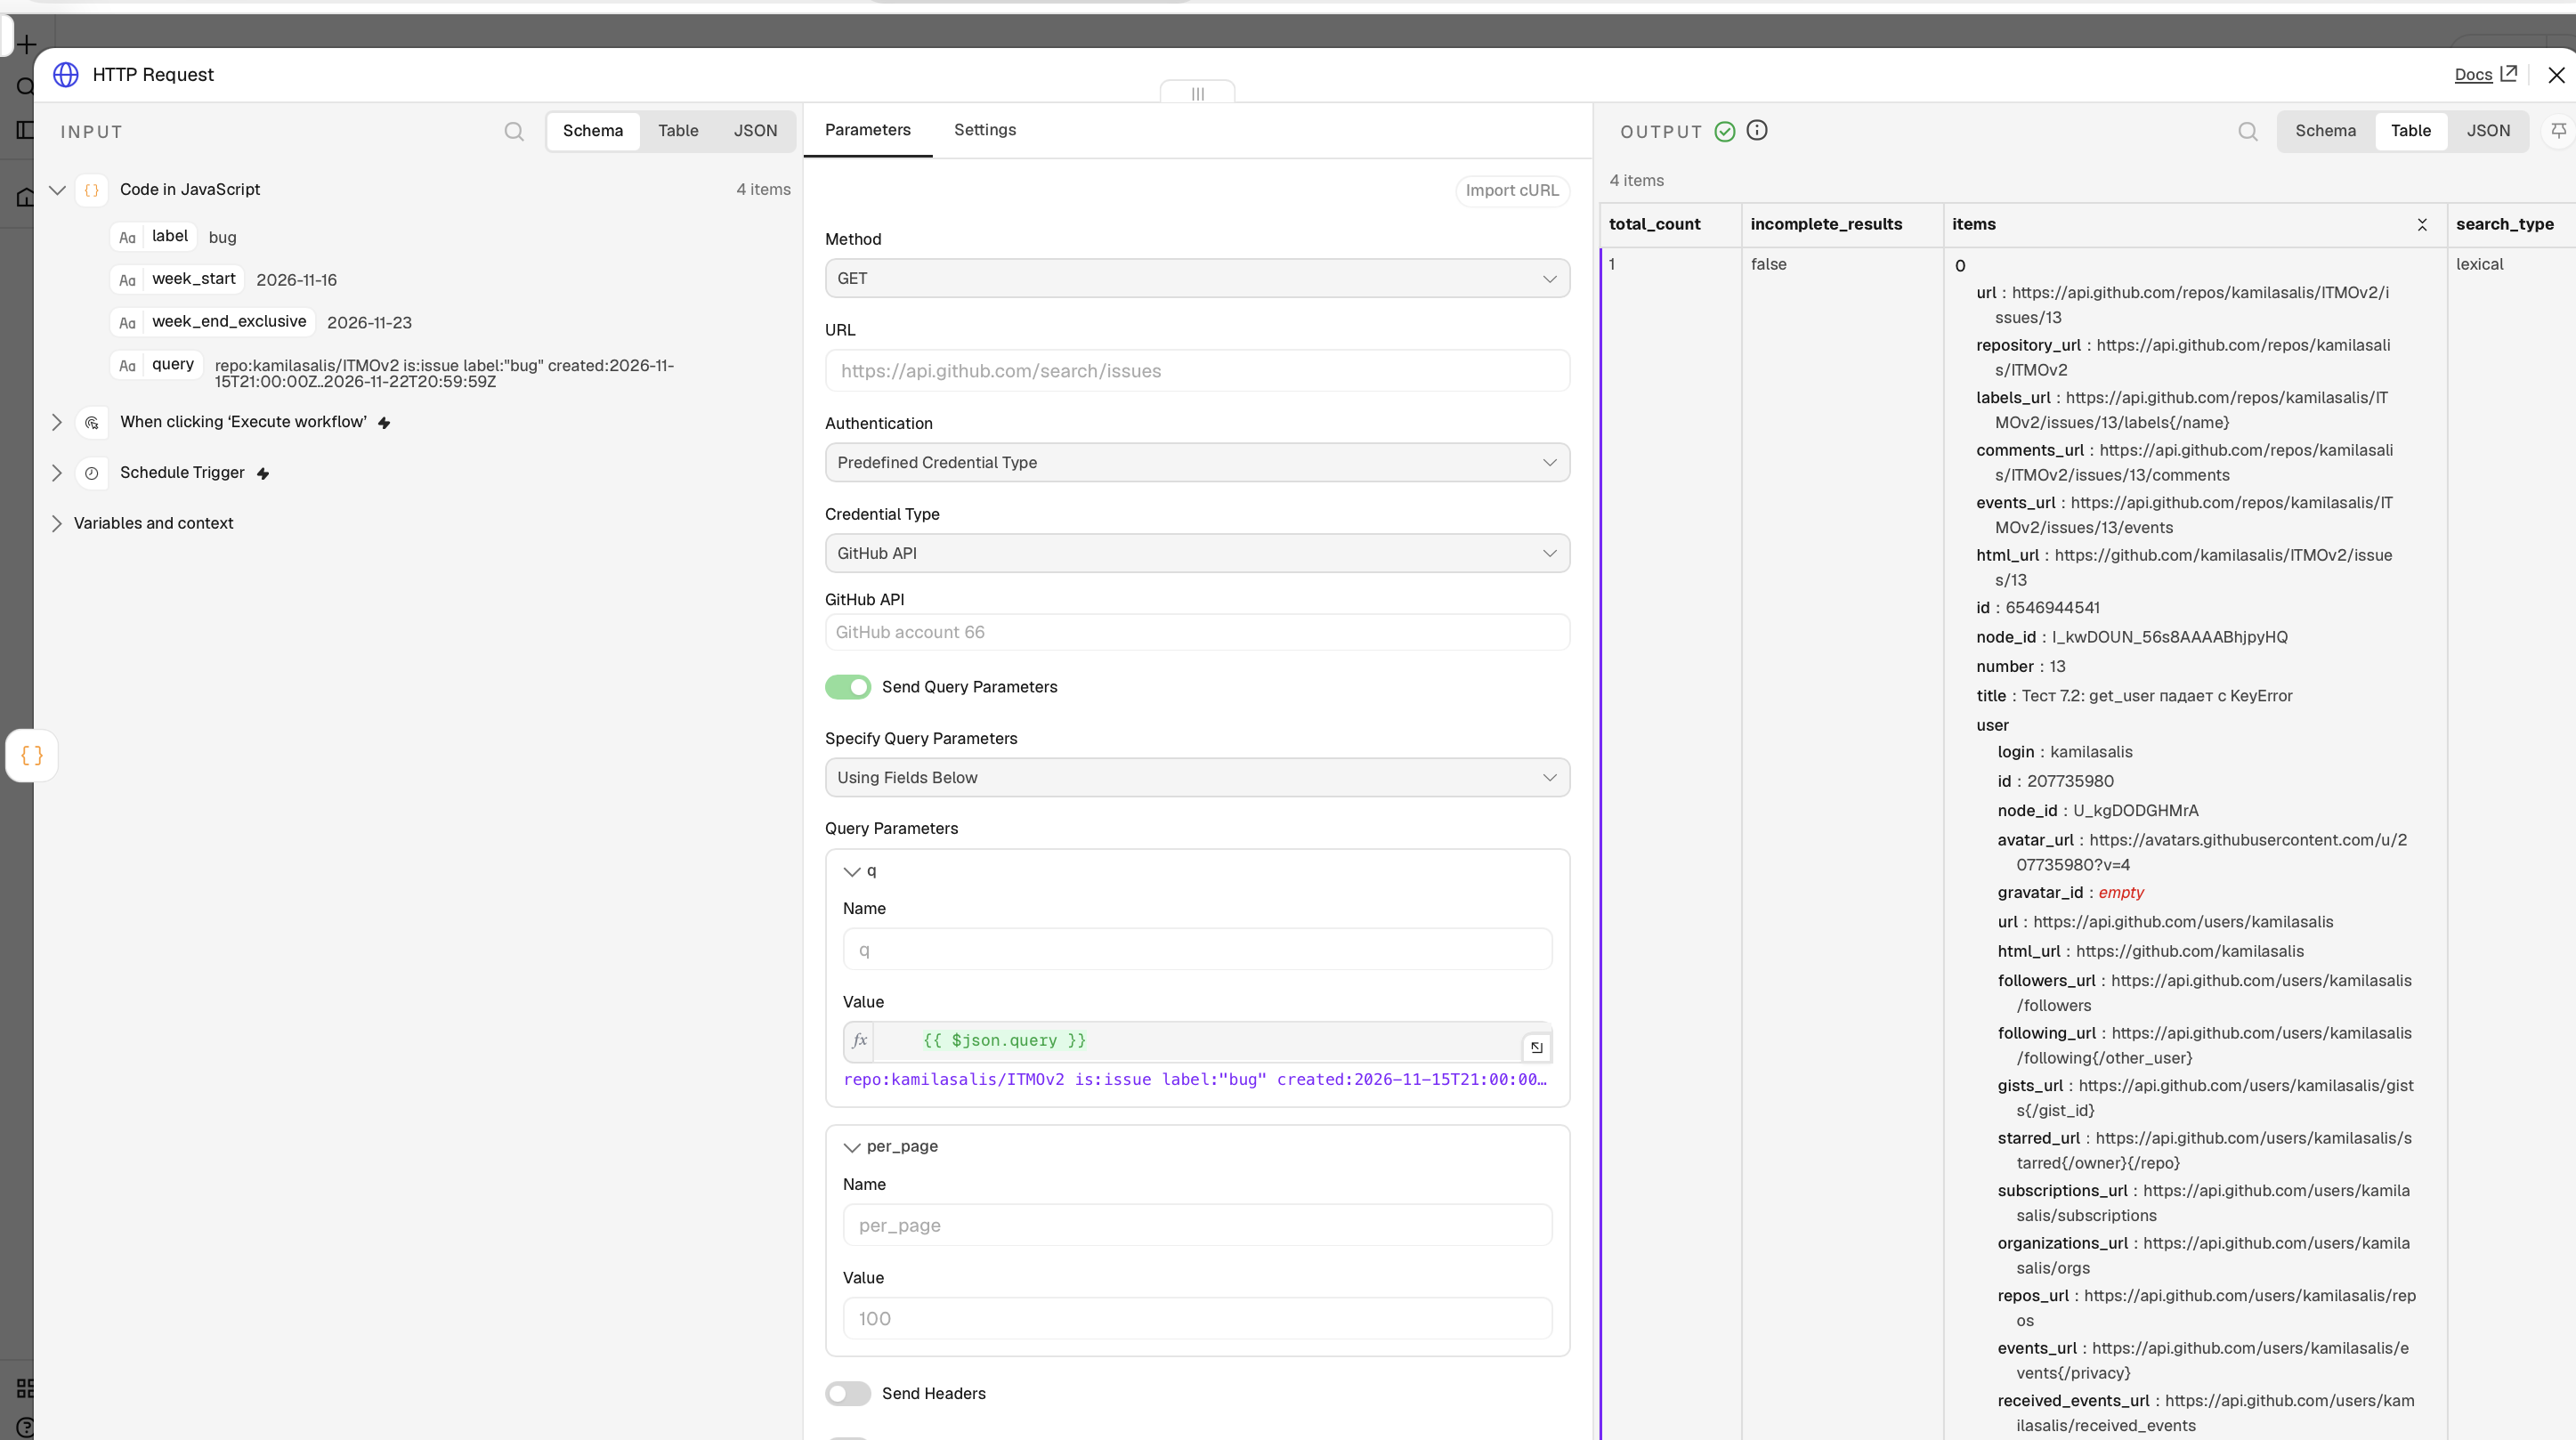 HTTP Request
Docs
INPUT
Schema
Table
JSON
Code in JavaScript
4 items
Aa label bug
Aa week_start 2026-11-16
Aa week_end_exclusive 2026-11-23
Aa query repo:kamilasalis/ITMOv2 is:issue label:"bug" created:2026-11-
15T21:00:00Z..2026-11-22T20:59:59Z
When clicking ‘Execute workflow’
Schedule Trigger
Variables and context
Parameters
Settings
Import cURL
Method
GET
URL
https://api.github.com/search/issues
Authentication
Predefined Credential Type
Credential Type
GitHub API
GitHub API
GitHub account 66
Send Query Parameters
Specify Query Parameters
Using Fields Below
Query Parameters
q
Name
q
Value
fx {{ $json.query }}
repo:kamilasalis/ITMOv2 is:issue label:"bug" created:2026-11-15T21:00:00…
per_page
Name
per_page
Value
100
Send Headers
OUTPUT
Schema
Table
JSON
4 items
total_count
incomplete_results
items
search_type
1
false
lexical
0
url : https://api.github.com/repos/kamilasalis/ITMOv2/i
ssues/13
repository_url : https://api.github.com/repos/kamilasali
s/ITMOv2
labels_url : https://api.github.com/repos/kamilasalis/IT
MOv2/issues/13/labels{/name}
comments_url : https://api.github.com/repos/kamilasali
s/ITMOv2/issues/13/comments
events_url : https://api.github.com/repos/kamilasalis/IT
MOv2/issues/13/events
html_url : https://github.com/kamilasalis/ITMOv2/issue
s/13
id : 6546944541
node_id : I_kwDOUN_56s8AAAABhjpyHQ
number : 13
title : Тест 7.2: get_user падает с KeyError
user
login : kamilasalis
id : 207735980
node_id : U_kgDODGHMrA
avatar_url : https://avatars.githubusercontent.com/u/2
07735980?v=4
gravatar_id : empty
url : https://api.github.com/users/kamilasalis
html_url : https://github.com/kamilasalis
followers_url : https://api.github.com/users/kamilasalis
/followers
following_url : https://api.github.com/users/kamilasalis
/following{/other_user}
gists_url : https://api.github.com/users/kamilasalis/gist
s{/gist_id}
starred_url : https://api.github.com/users/kamilasalis/s
tarred{/owner}{/repo}
subscriptions_url : https://api.github.com/users/kamila
salis/subscriptions
organizations_url : https://api.github.com/users/kamila
salis/orgs
repos_url : https://api.github.com/users/kamilasalis/rep
os
events_url : https://api.github.com/users/kamilasalis/e
vents{/privacy}
received_events_url : https://api.github.com/users/kam
ilasalis/received_events